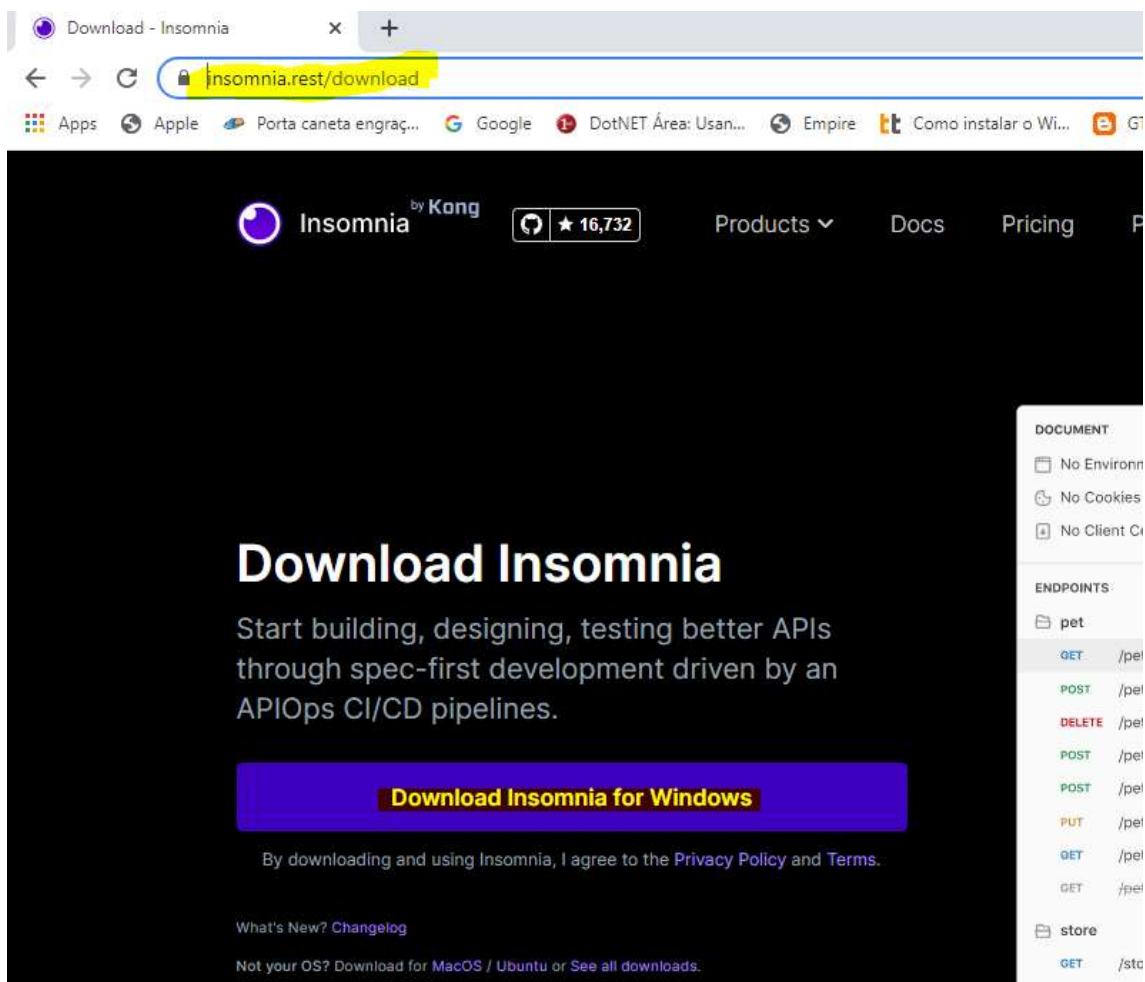 Download - Insomnia
insomnia.rest/download
Apps Apple Porta caneta engraç... Google DotNET Área: Usan... Empire Como instalar o Wi...
Insomnia by Kong 16,732 Products Docs Pricing
DOCUMENT
No
No Cookies
No Client
Download Insomnia
ENDPOINTS
Start building, designing, testing better APIs
through spec-first development driven by an
APIOps CI/CD pipelines.
pet
GET
POST
DELETE
POST
POST
PUT
GET
GET
Download Insomnia for Windows
By downloading and using Insomnia, I agree to the Privacy Policy and Terms.
What's New? Changelog
Not your OS? Download for MacOS / Ubuntu or See all downloads.
store
GET